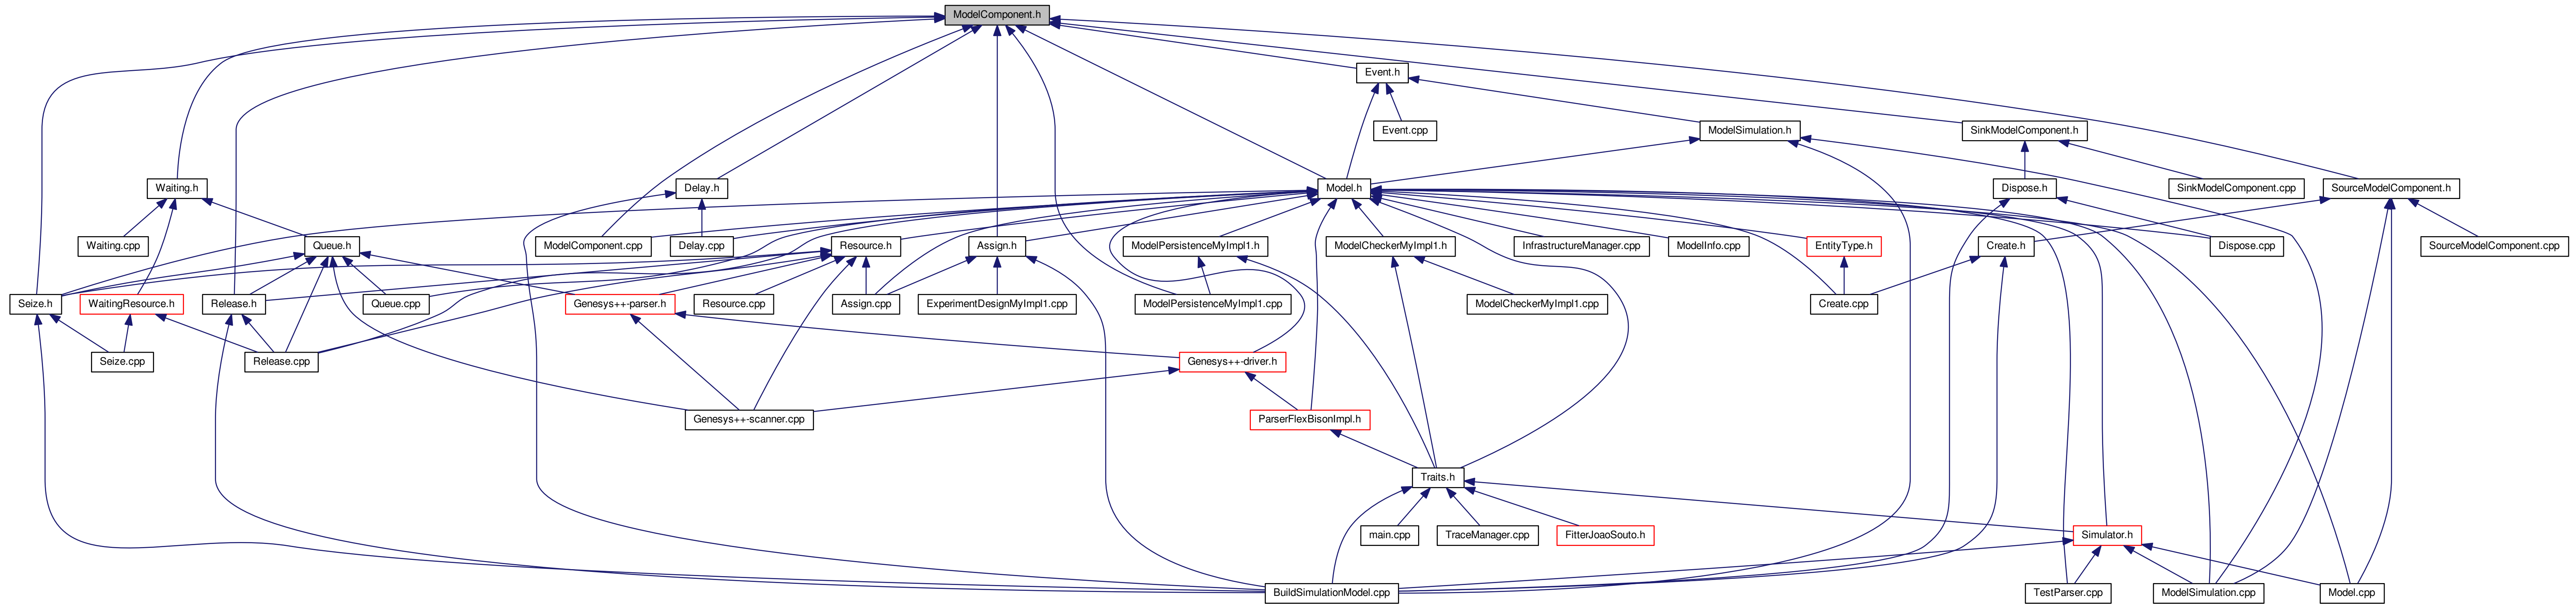 ModelComponent.h
Event.h
Event.cpp
ModelSimulation.h
SinkModelComponent.h
Waiting.h
Delay.h
Model.h
Dispose.h
SinkModelComponent.cpp
SourceModelComponent.h
Waiting.cpp
Queue.h
ModelComponent.cpp
Delay.cpp
Resource.h
Assign.h
ModelPersistenceMyImpl1.h
ModelCheckerMyImpl1.h
InfrastructureManager.cpp
ModelInfo.cpp
EntityType.h
Create.h
Dispose.cpp
SourceModelComponent.cpp
Seize.h
WaitingResource.h
Release.h
Queue.cpp
Genesys++-parser.h
Resource.cpp
Assign.cpp
ExperimentDesignMyImpl1.cpp
ModelPersistenceMyImpl1.cpp
ModelCheckerMyImpl1.cpp
Create.cpp
Seize.cpp
Release.cpp
Genesys++-driver.h
Genesys++-scanner.cpp
ParserFlexBisonImpl.h
Traits.h
main.cpp
TraceManager.cpp
FitterJoaoSouto.h
Simulator.h
BuildSimulationModel.cpp
TestParser.cpp
ModelSimulation.cpp
Model.cpp